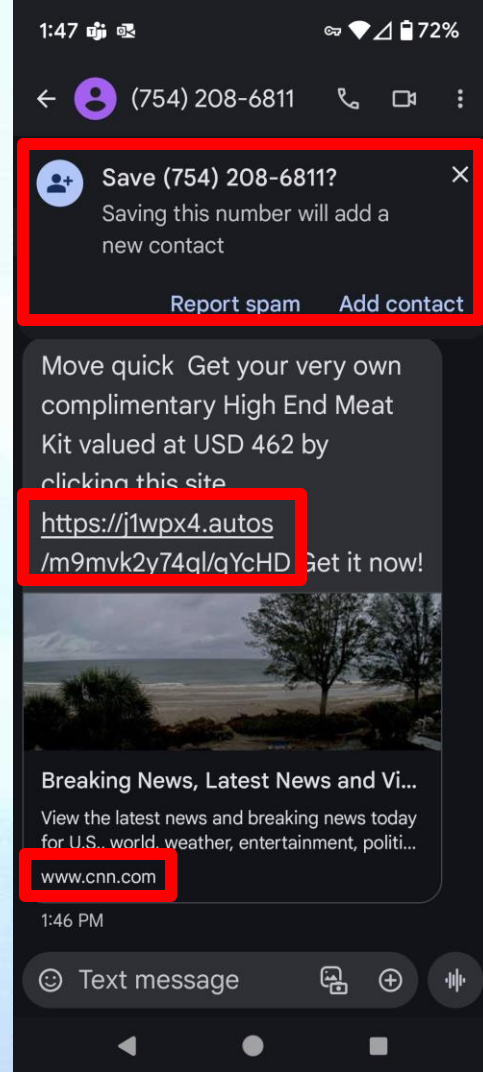 1:47 72%
(754) 208-6811
Save (754) 208-6811?
Saving this number will add a
new contact
Report spam Add contact
Move quick  Get your very own
complimentary High End Meat
Kit valued at USD 462 by
clicking this site
https://j1wpx4.autos
/m9mvk2y74ql/qYcHD Get it now!
Breaking News, Latest News and Vi...
View the latest news and breaking news today
for U.S., world, weather, entertainment, politi...
www.cnn.com
1:46 PM
Text message